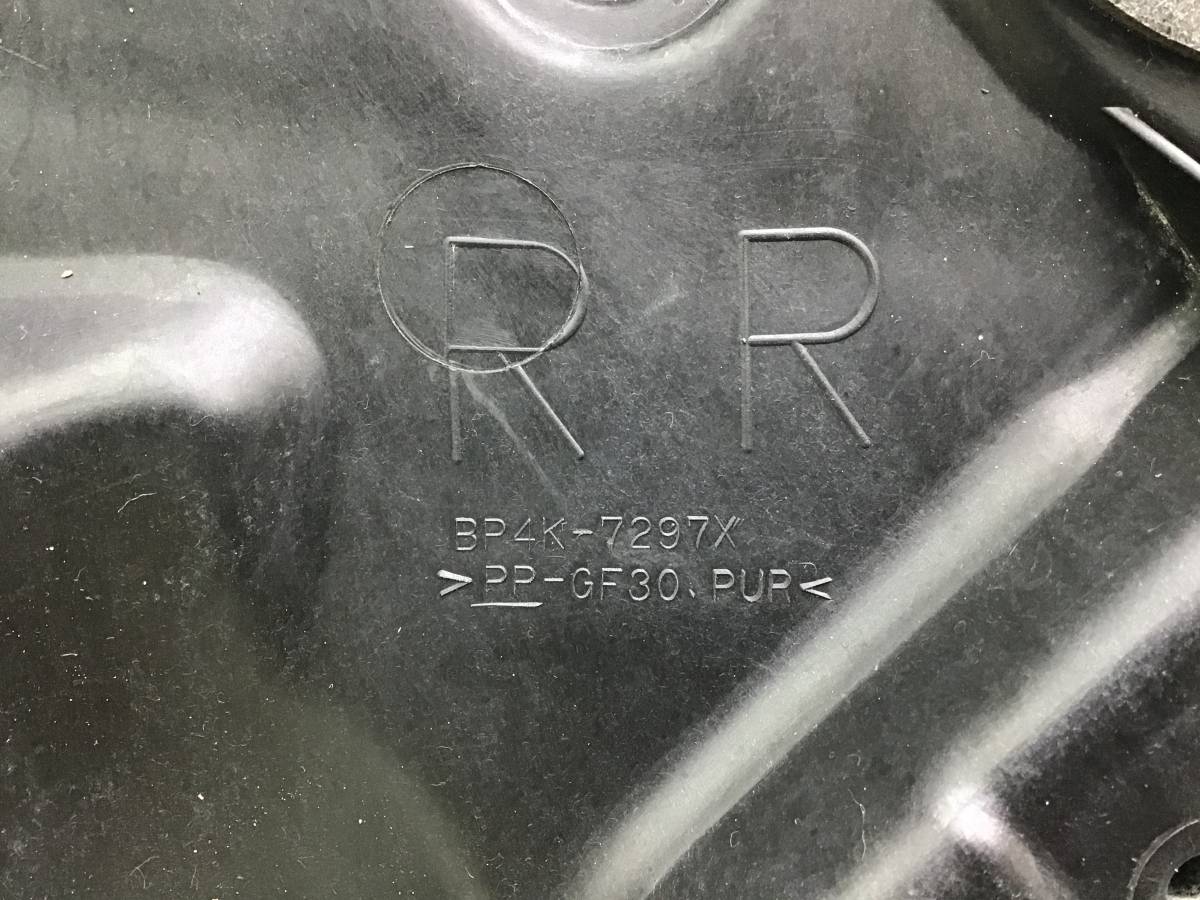 R R
BP4K-7297X
>PP-GF30、PUR<